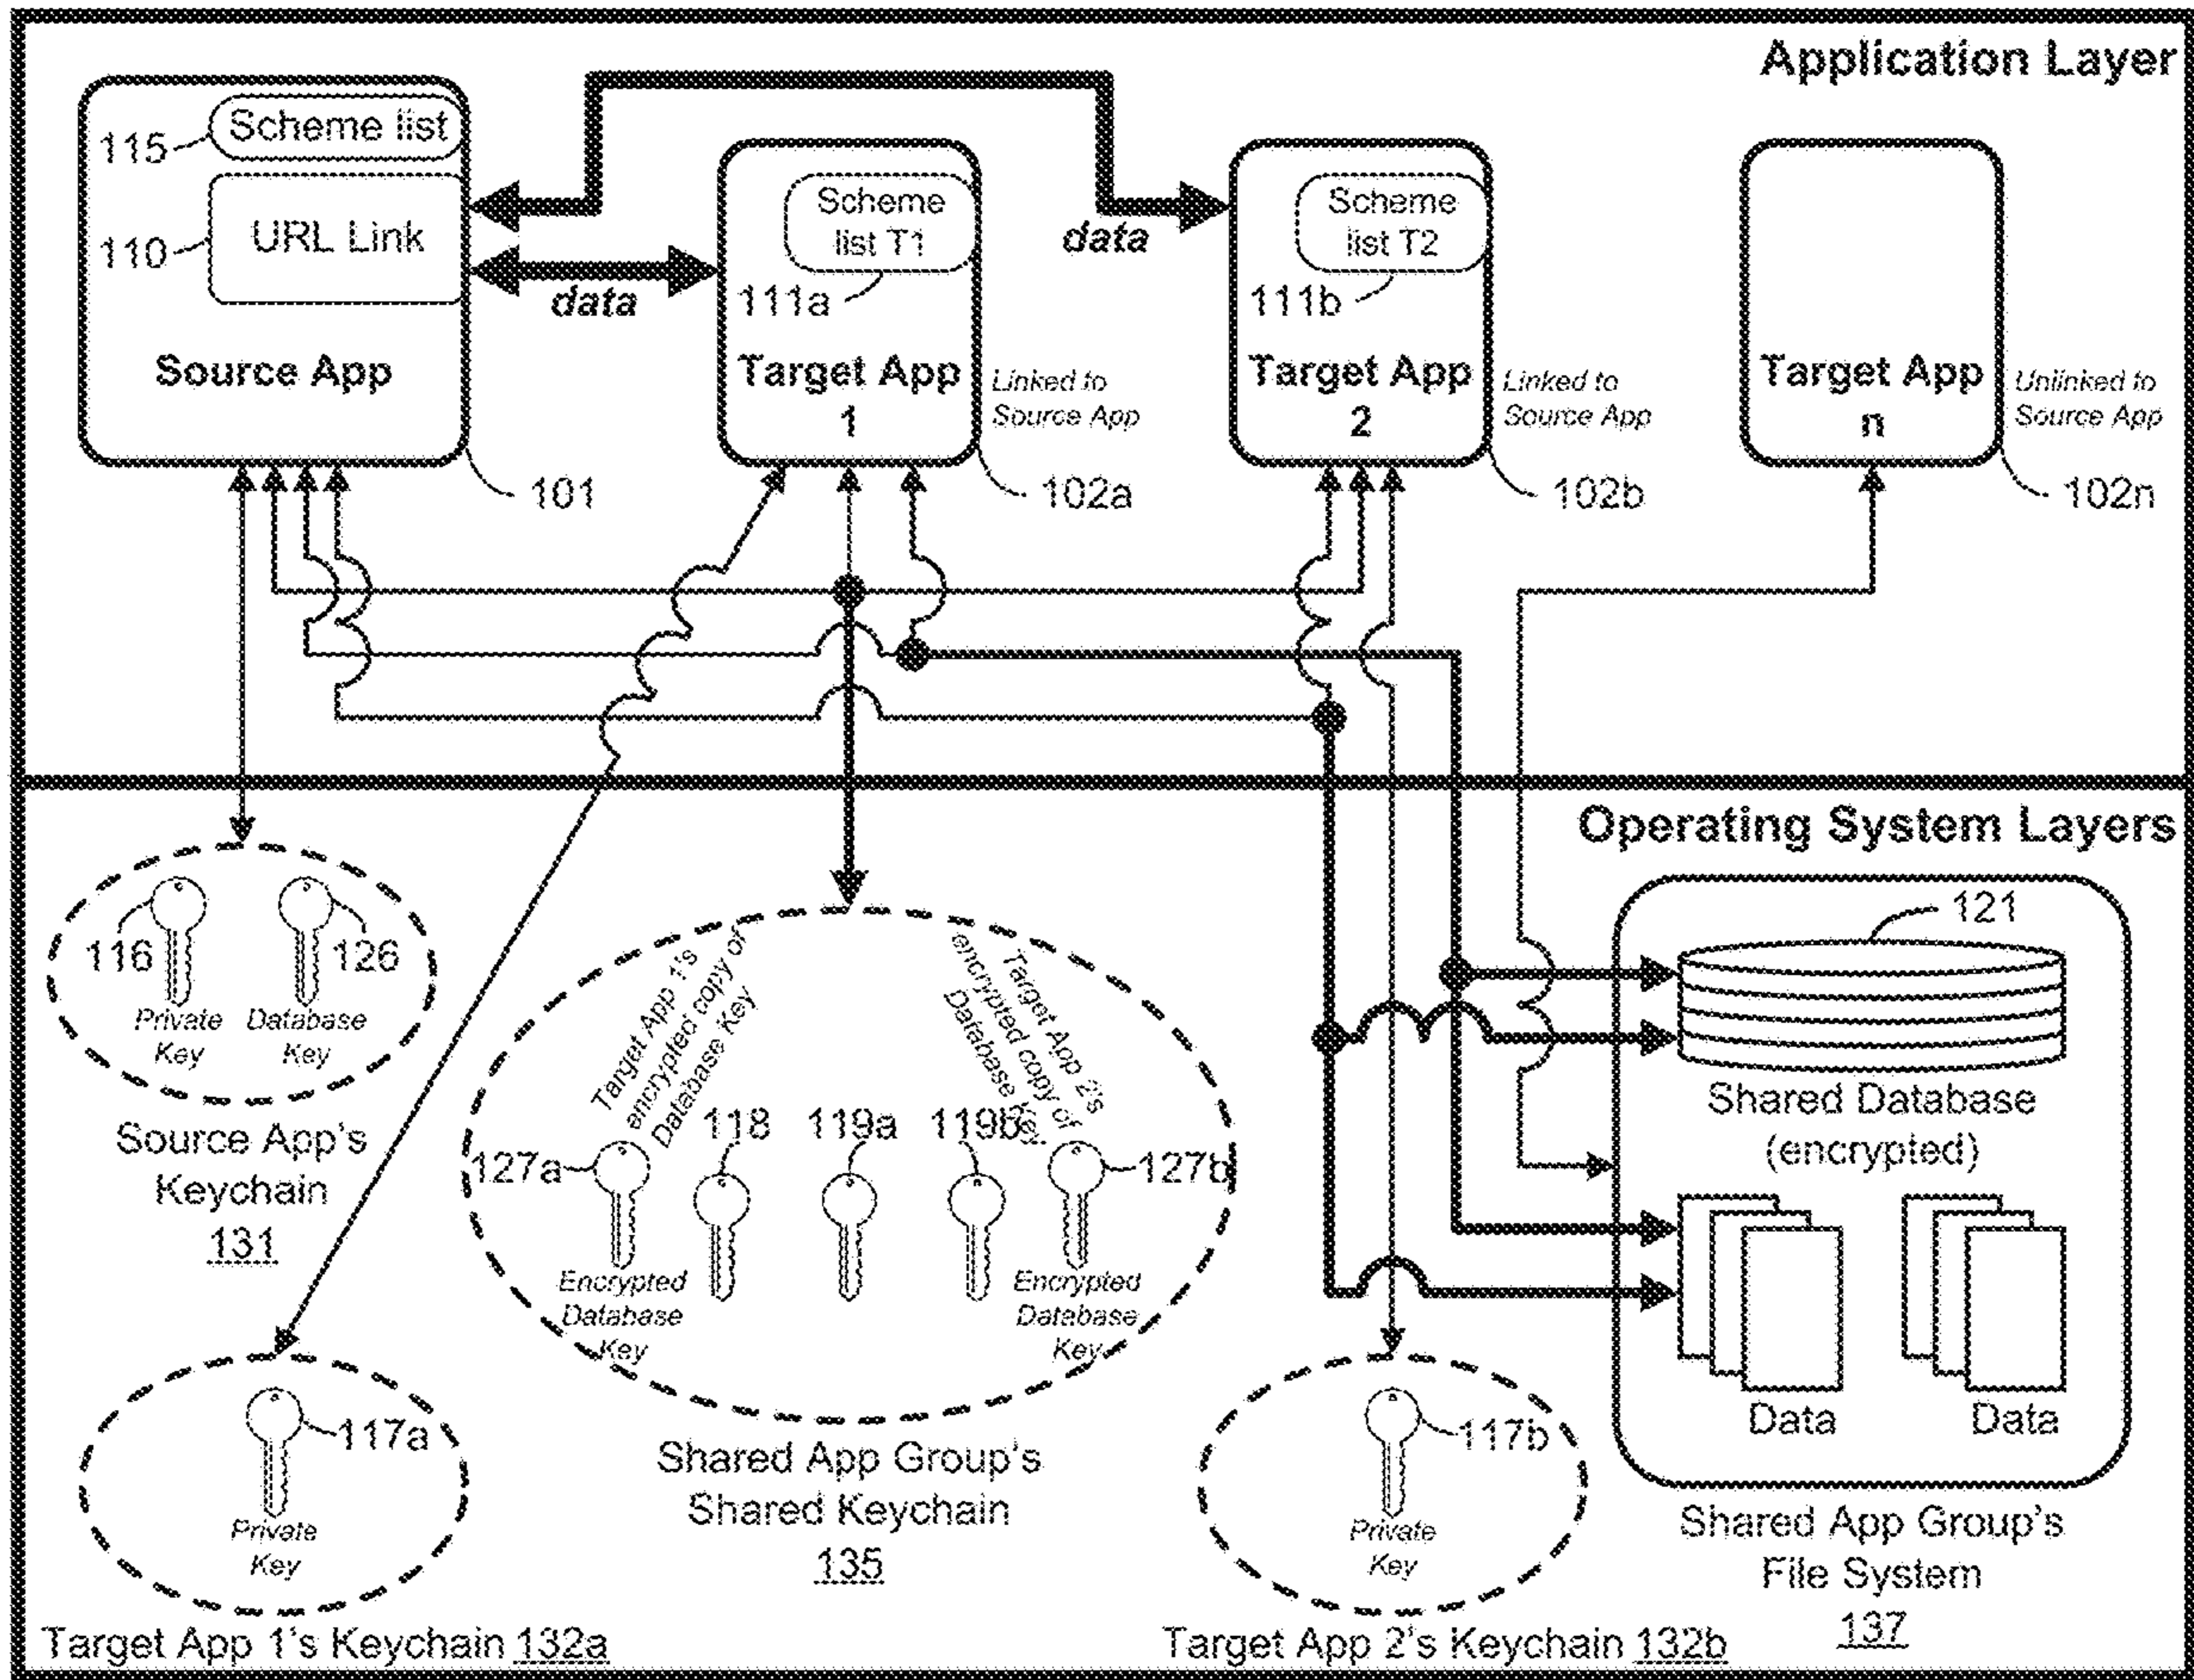 Application Layer
Scheme list
115
URL Link
110
Source App
101
data
Scheme
list T1
111a
Target App
1
Linked to
Source App
102a
data
Scheme
list T2
111b
Target App
2
Linked to
Source App
102b
Target App
n
Unlinked to
Source App
102n
Operating System Layers
116
126
Private
Key
Database
Key
Source App's
Keychain
131
117a
Private
Key
Target App 1's Keychain 132a
Target App 1's
encrypted copy of
Database Key
Target App 2's
encrypted copy of
Database Key
127a
118
119a
119b
127b
Encrypted
Database
Key
Encrypted
Database
Key
Shared App Group's
Shared Keychain
135
117b
Private
Key
Target App 2's Keychain 132b
121
Shared Database
(encrypted)
Data
Data
Shared App Group's
File System
137